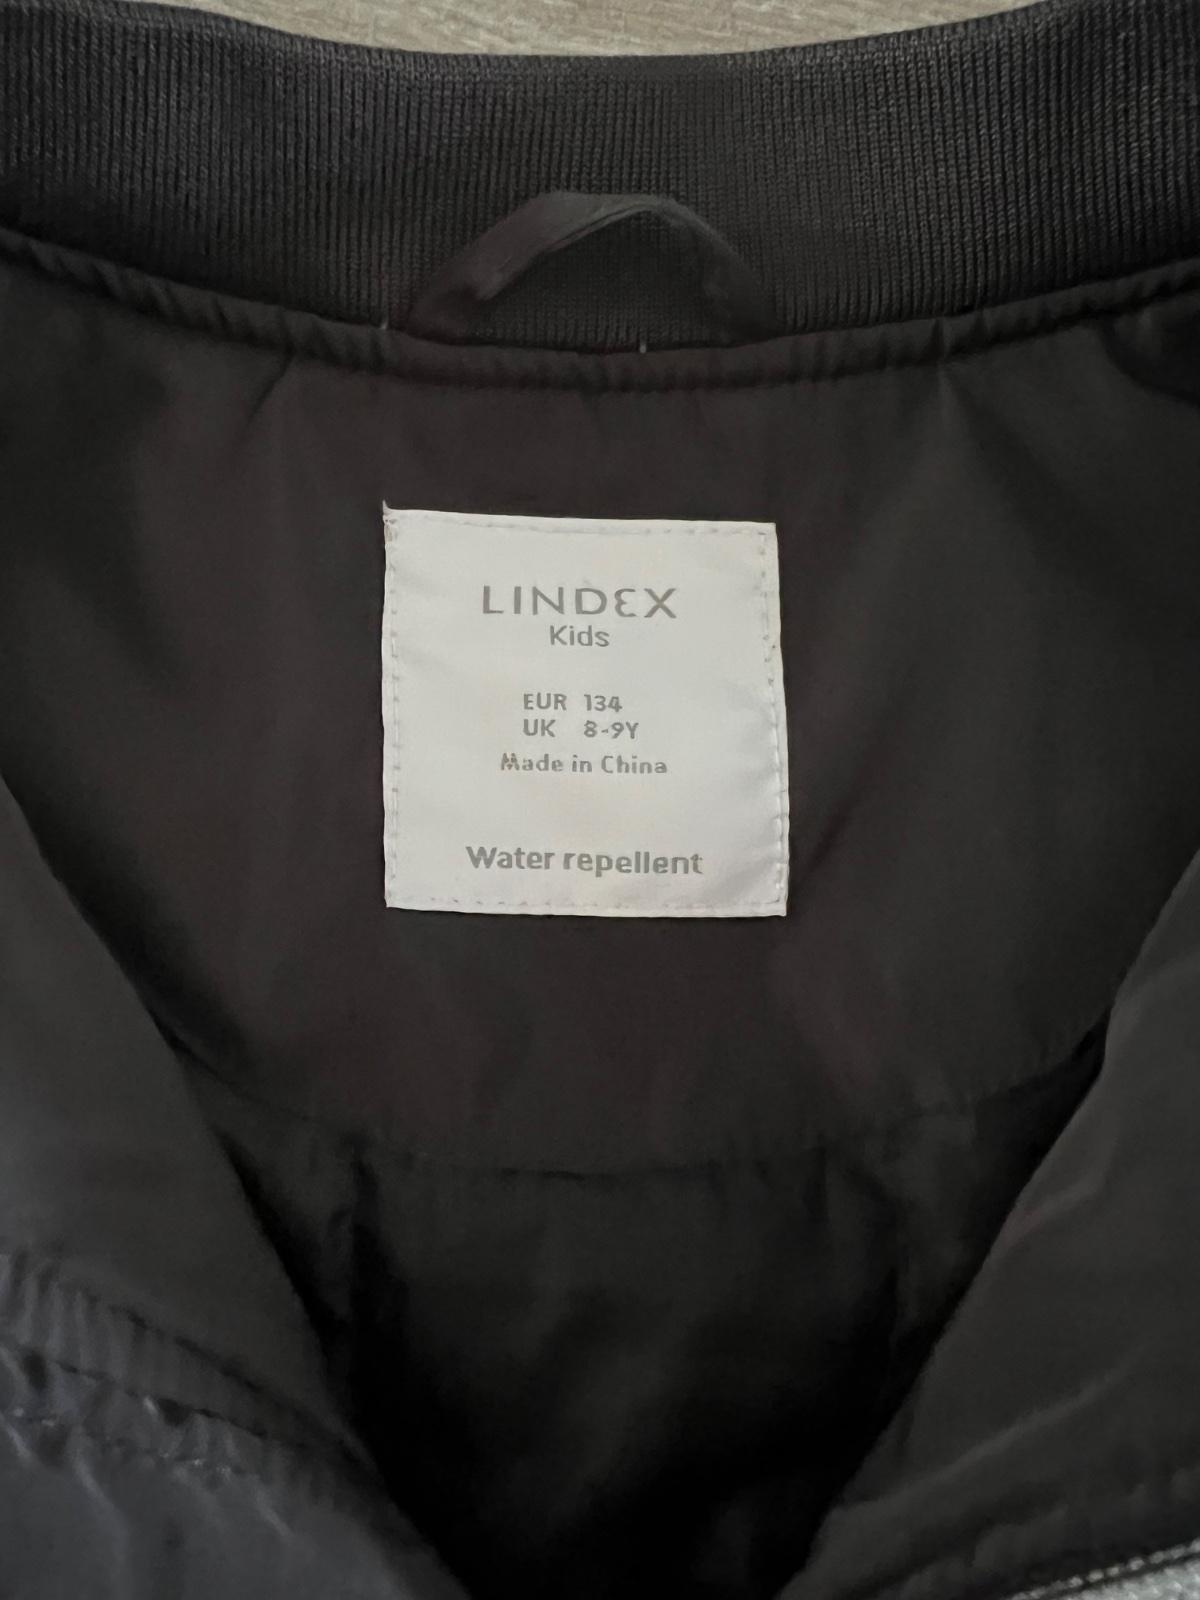 LINDEX
Kids
EUR 134
UK 8-9Y
Made in China
Water repellent